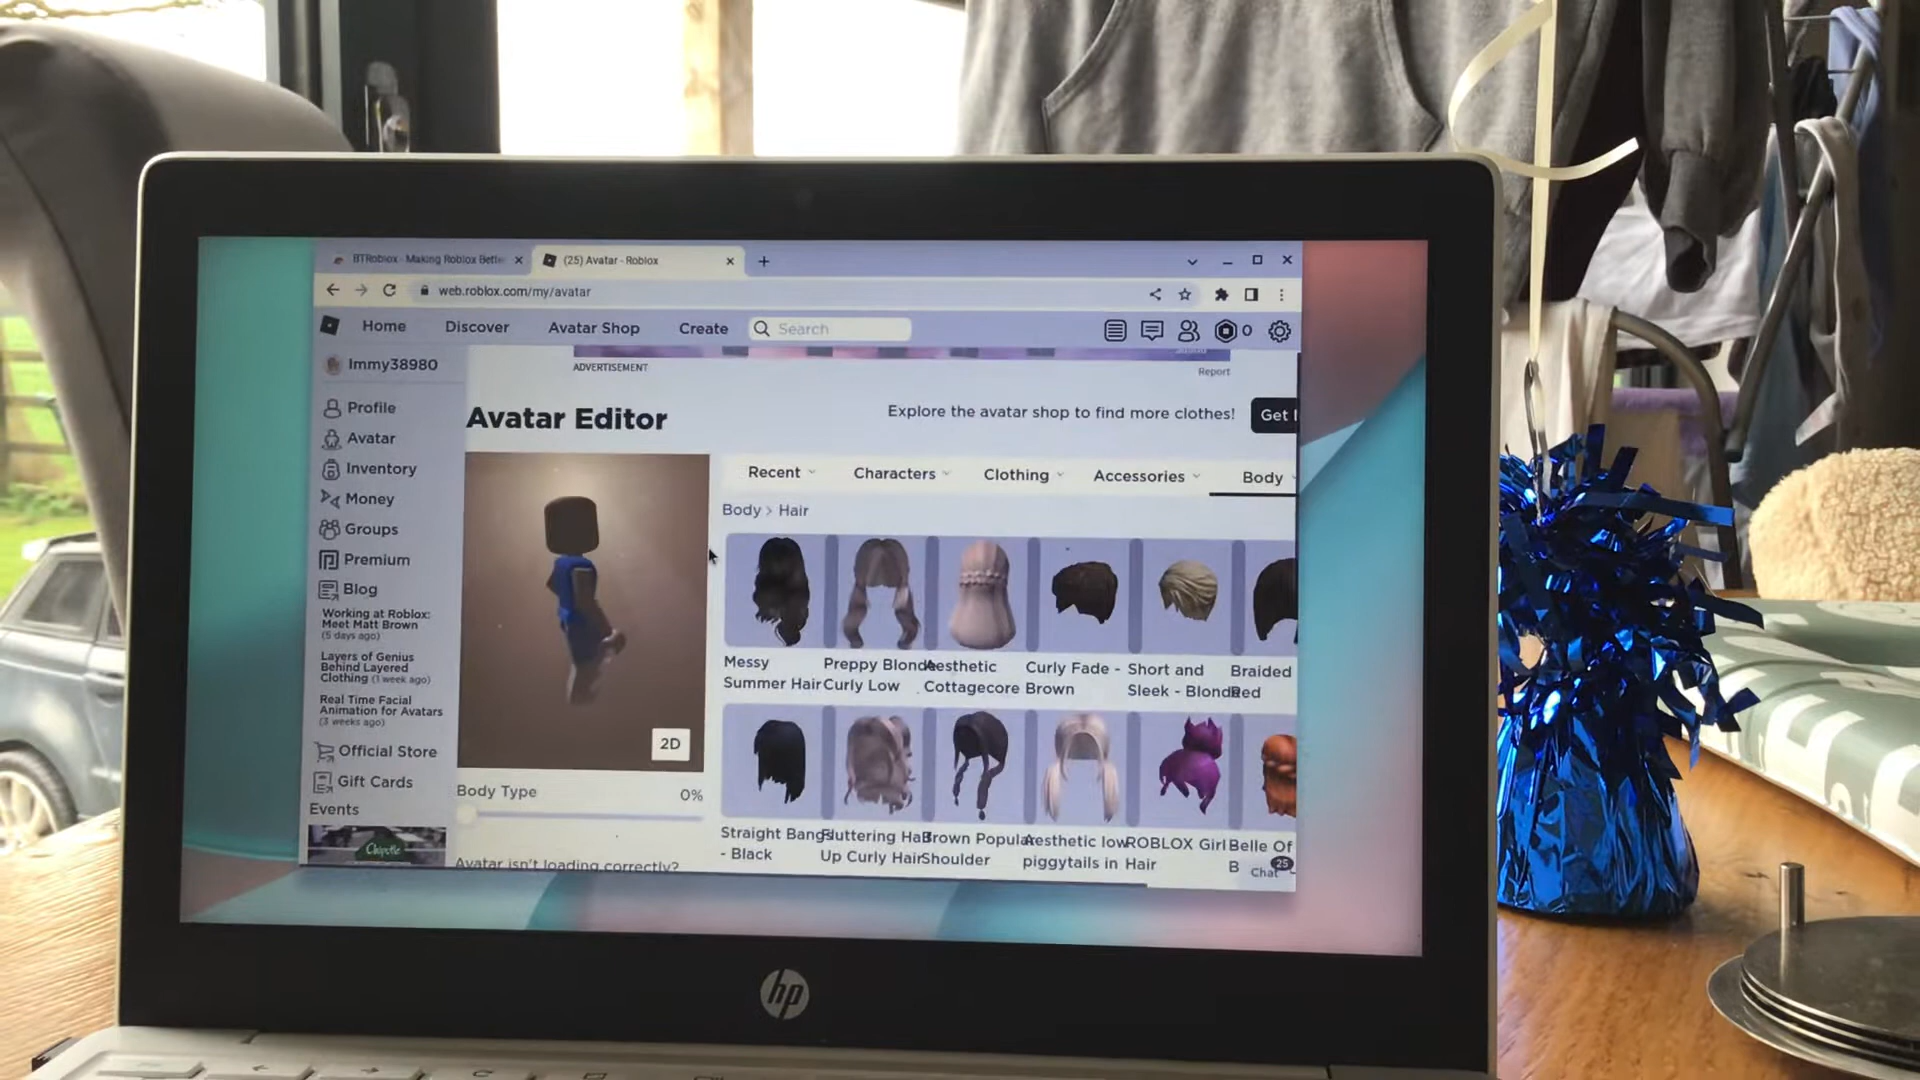 BTRoblox - Making Roblox Bette
(25) Avatar - Roblox
web.roblox.com/my/avatar
Home
Discover
Avatar Shop
Create
Search
0
Immy38980
ADVERTISEMENT
Report
Profile
Avatar
Inventory
Money
Groups
Premium
Blog
Working at Roblox:
Meet Matt Brown
(5 days ago)
Layers of Genius
Behind Layered
Clothing (1 week ago)
Real Time Facial
Animation for Avatars
(3 weeks ago)
Official Store
Gift Cards
Events
Chipotle
Avatar Editor
Explore the avatar shop to find more clothes!
Get
2D
Body Type
0%
Avatar isn't loading correctly?
Recent
Characters
Clothing
Accessories
Body
Body > Hair
Messy
Summer Hair
Preppy Blonde
Curly Low
Aesthetic
Cottagecore
Curly Fade -
Brown
Short and
Sleek - Blonde
Braided
Red
Straight Bangs
- Black
Fluttering Half
Up Curly Hair
Brown Popular
Shoulder
Aesthetic low
piggytails in
ROBLOX Girl
Hair
Belle Of
B
Chat
25
hp